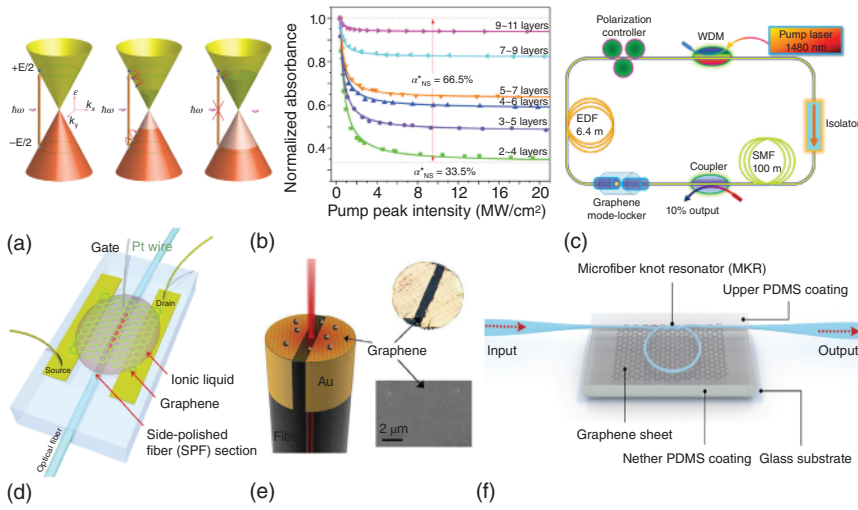 +E/2
ħω
−E/2
ε
kx
ky
ħω
ħω
(a)
Normalized absorbance
1.0
0.8
0.6
0.4
9~11 layers
7~9 layers
5~7 layers
4~6 layers
3~5 layers
2~4 layers
α*NS = 66.5%
α*NS = 33.5%
0 4 8 12 16 20
Pump peak intensity (MW/cm²)
(b)
Polarization
controller
WDM
Pump laser
1480 nm
EDF
6.4 m
Isolator
SMF
100 m
Coupler
Graphene
mode-locker
10% output
(c)
Gate
Pt wire
Drain
Source
Ionic liquid
Graphene
Side-polished
fiber (SPF) section
Optical fiber
(d)
Graphene
Au
Fiber
2 μm
(e)
Microfiber knot resonator (MKR)
Upper PDMS coating
Input
Output
Graphene sheet
Nether PDMS coating
Glass substrate
(f)